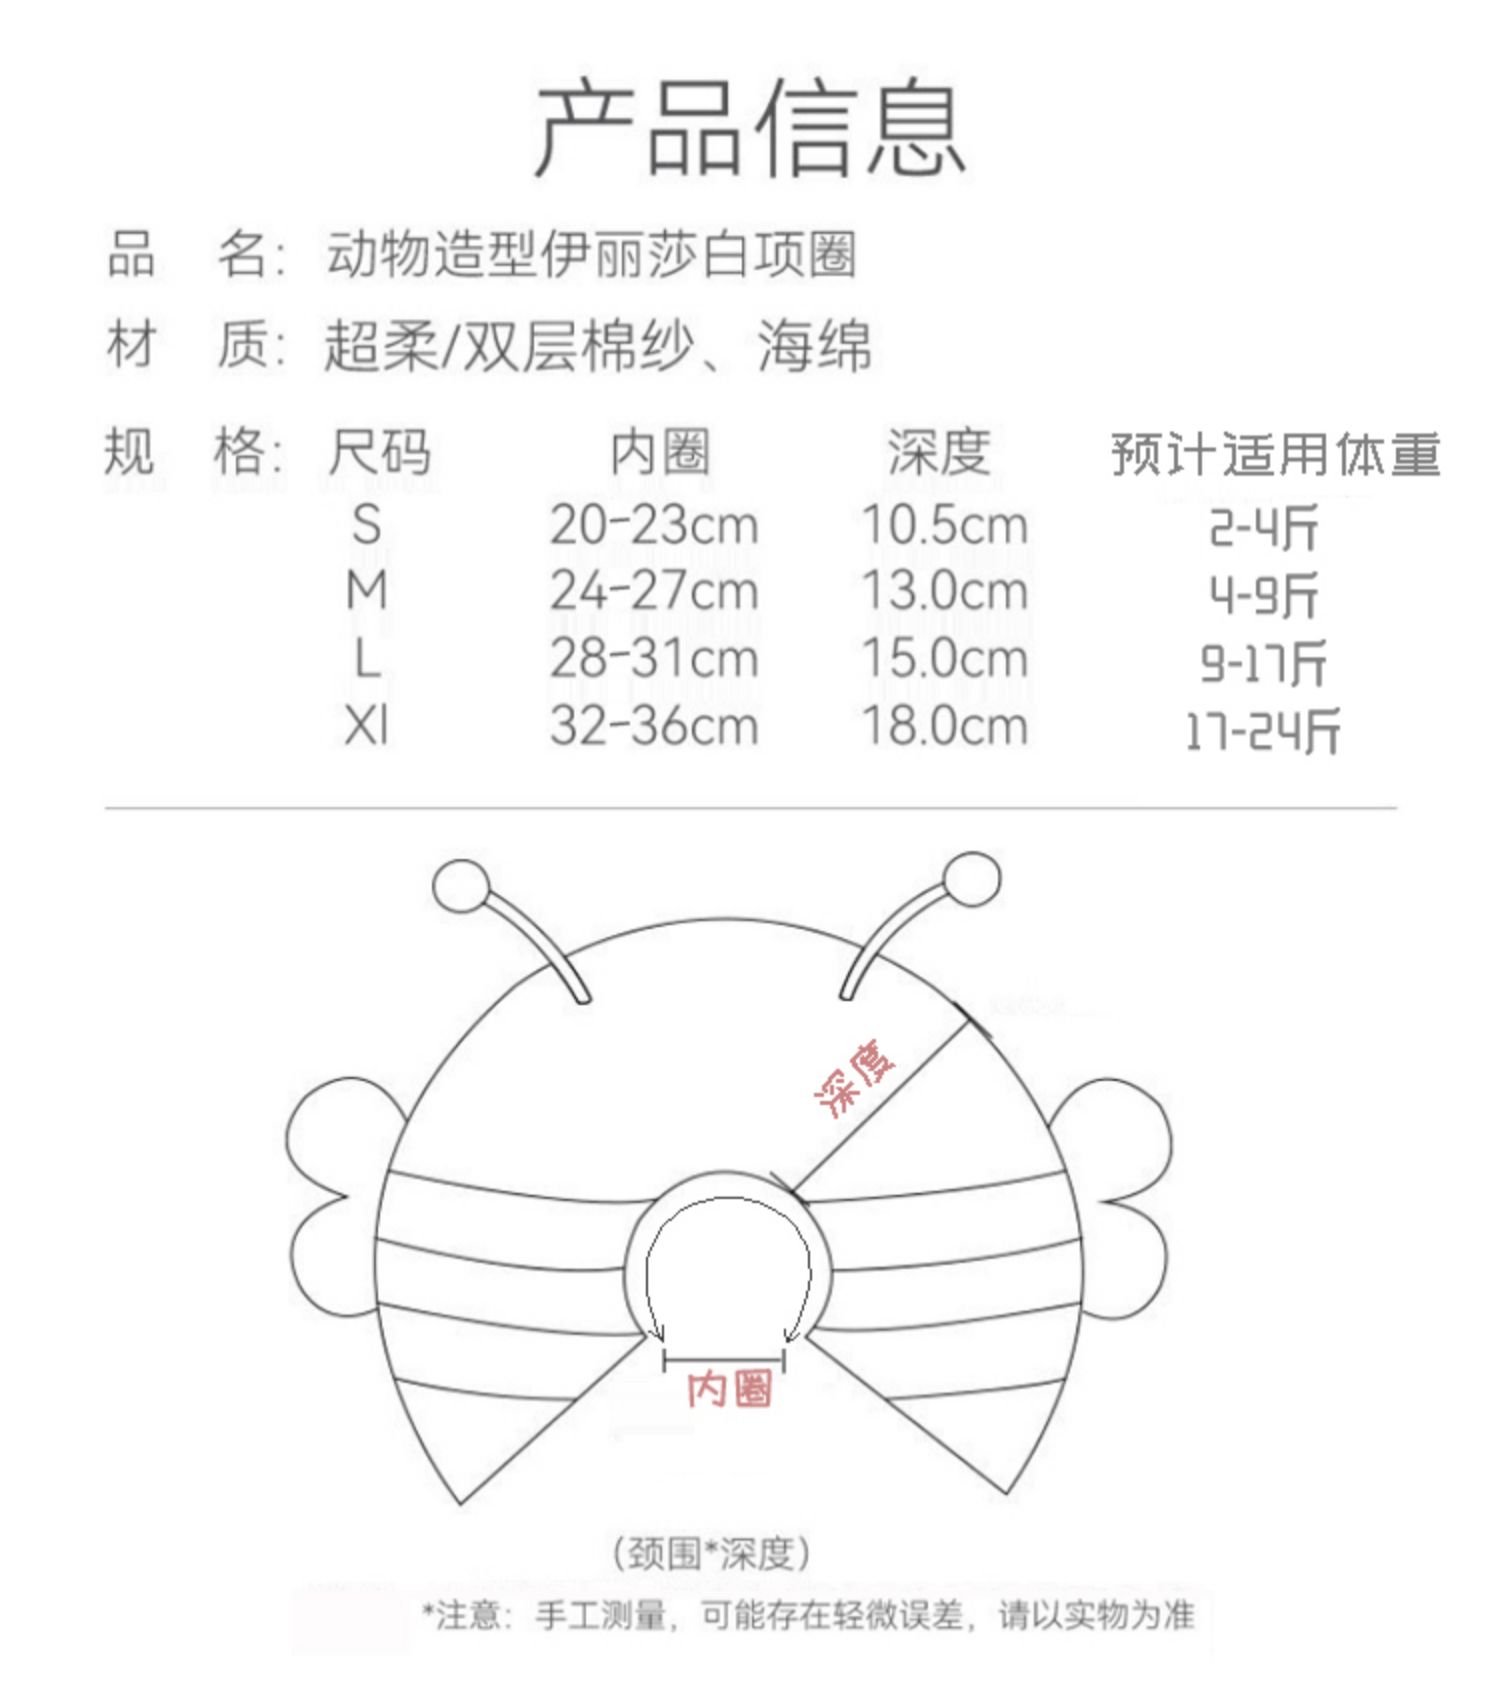 产品信息
品 名： 动物造型伊丽莎白项圈
材 质： 超柔/双层棉纱、海绵
规 格： 尺码 内圈 深度 预计适用体重
S 20-23cm 10.5cm 2-4斤
M 24-27cm 13.0cm 4-9斤
L 28-31cm 15.0cm 9-17斤
Xl 32-36cm 18.0cm 17-24斤
深度
内圈
（颈围*深度）
*注意：手工测量，可能存在轻微误差，请以实物为准